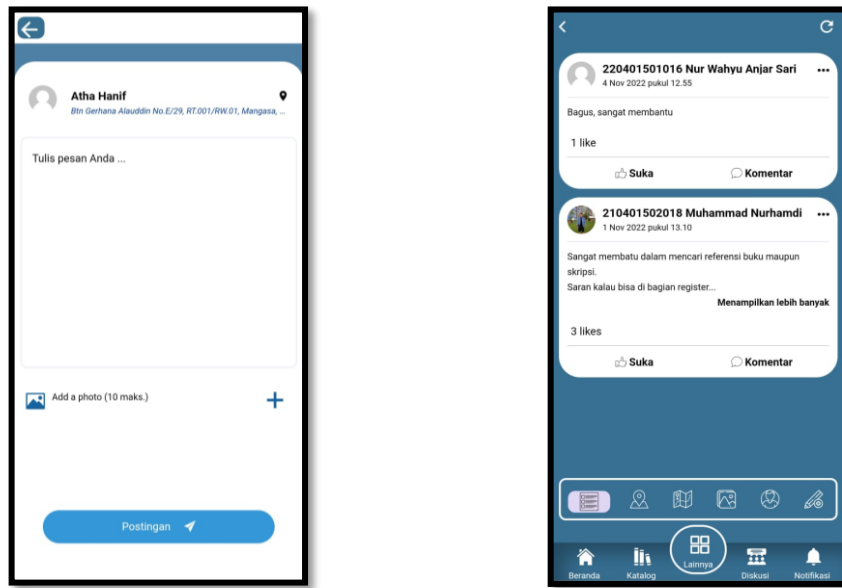 Atha Hanif
Btn Gerhana Alauddin No.E/29, RT.001/RW.01, Mangasa, ...
Tulis pesan Anda ...
Add a photo (10 maks.)
Postingan
220401501016 Nur Wahyu Anjar Sari
4 Nov 2022 pukul 12.55
Bagus, sangat membantu
1 like
Suka Komentar
210401502018 Muhammad Nurhamdi
1 Nov 2022 pukul 13.10
Sangat membatu dalam mencari referensi buku maupun
skripsi.
Saran kalau bisa di bagian register...
Menampilkan lebih banyak
3 likes
Suka Komentar
Beranda Katalog Lainnya Diskusi Notifikasi